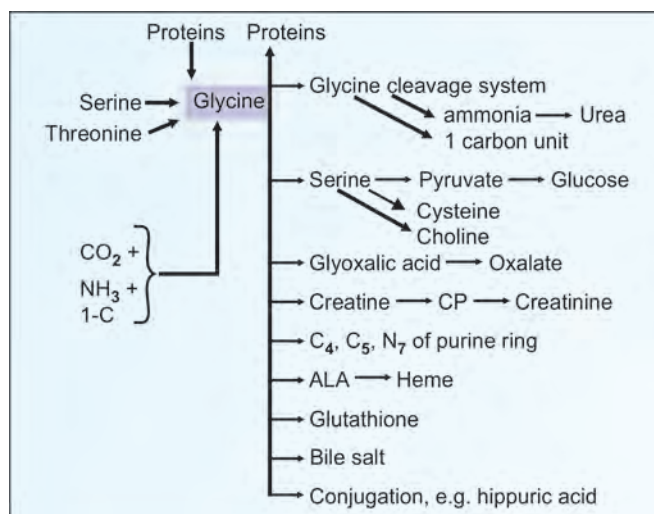 Proteins Proteins
Glycine cleavage system
Serine Glycine
ammonia Urea
Threonine
1 carbon unit
Serine Pyruvate Glucose
Cysteine
Choline
CO₂ +
NH₃ +
1-C
Glyoxalic acid Oxalate
Creatine CP Creatinine
C₄, C₅, N₇ of purine ring
ALA Heme
Glutathione
Bile salt
Conjugation, e.g. hippuric acid